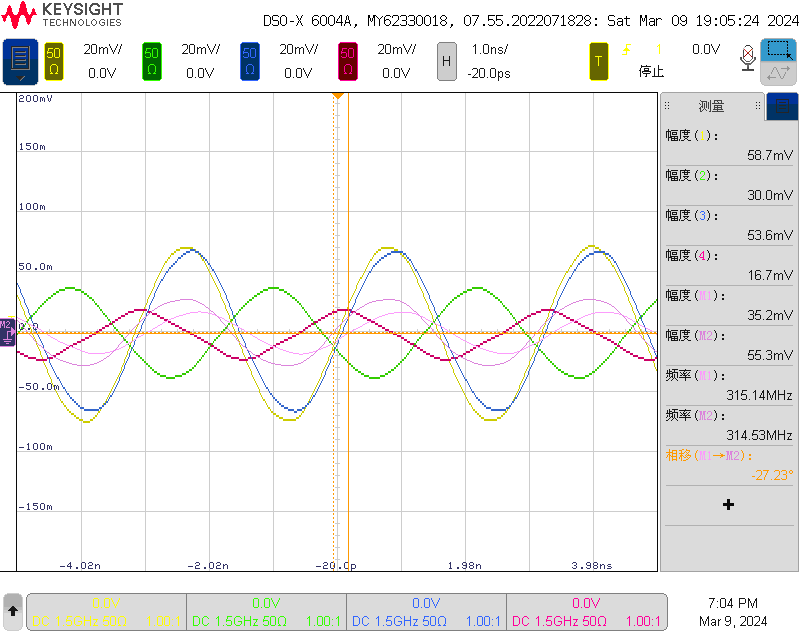 KEYSIGHT
TECHNOLOGIES
DSO-X 6004A, MY62330018, 07.55.2022071828: Sat Mar 09 19:05:24 2024
50Ω 20mV/ 50Ω 20mV/ 50Ω 20mV/ 50Ω 20mV/ H 1.0ns/ T 1 0.0V
0.0V 0.0V 0.0V 0.0V -20.0ps 停止
200mV
150m
100m
50.0m
M2 0.0
-50.0m
-100m
-150m
-4.02n -2.02n -20.0p 1.98n 3.98ns
测量
幅度(1):
58.7mV
幅度(2):
30.0mV
幅度(3):
53.6mV
幅度(4):
16.7mV
幅度(M1):
35.2mV
幅度(M2):
55.3mV
频率(M1):
315.14MHz
频率(M2):
314.53MHz
相移(M1→M2):
-27.23°
0.0V 0.0V 0.0V 0.0V
DC 1.5GHz 50Ω 1.00:1 DC 1.5GHz 50Ω 1.00:1 DC 1.5GHz 50Ω 1.00:1 DC 1.5GHz 50Ω 1.00:1
7:04 PM
Mar 9, 2024